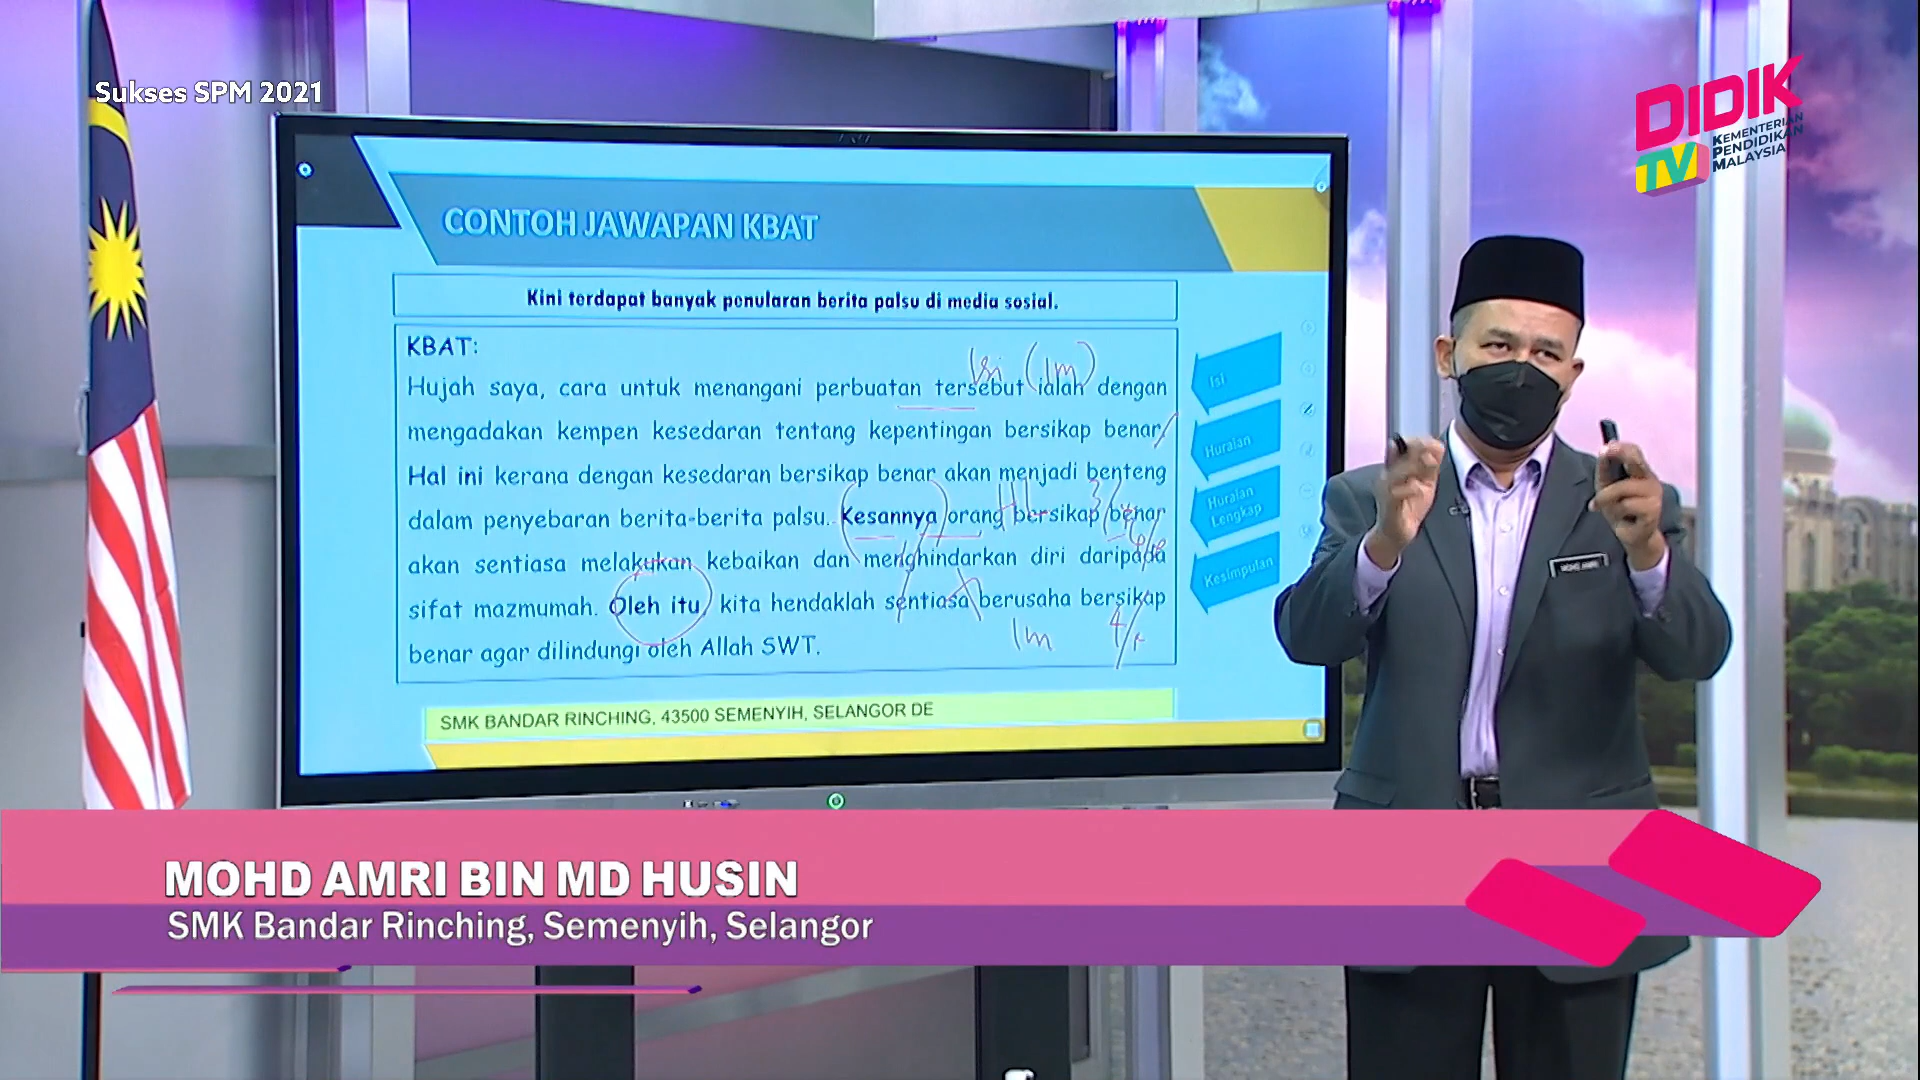 Sukses SPM 2021
DIDIK
TV
KEMENTERIAN
PENDIDIKAN
MALAYSIA
CONTOH JAWAPAN KBAT
Kini terdapat banyak penularan berita palsu di media sosial.
KBAT:
Isi (1m)
Hujah saya, cara untuk menangani perbuatan tersebut ialah dengan
mengadakan kempen kesedaran tentang kepentingan bersikap benar.
Hal ini kerana dengan kesedaran bersikap benar akan menjadi benteng
dalam penyebaran berita-berita palsu. Kesannya orang bersikap benar
akan sentiasa melakukan kebaikan dan menghindarkan diri daripada
sifat mazmumah. Oleh itu, kita hendaklah sentiasa berusaha bersikap
1m
benar agar dilindungi oleh Allah SWT.
Isi
Huraian
Huraian
Lengkap
Kesimpulan
SMK BANDAR RINCHING, 43500 SEMENYIH, SELANGOR DE
MOHD AMRI
MOHD AMRI BIN MD HUSIN
SMK Bandar Rinching, Semenyih, Selangor